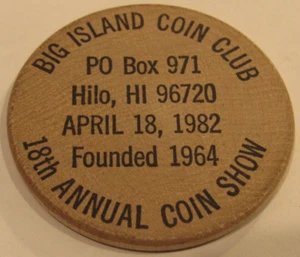 BIG ISLAND COIN CLUB
PO Box 971
Hilo, HI 96720
APRIL 18, 1982
Founded 1964
18th ANNUAL COIN SHOW